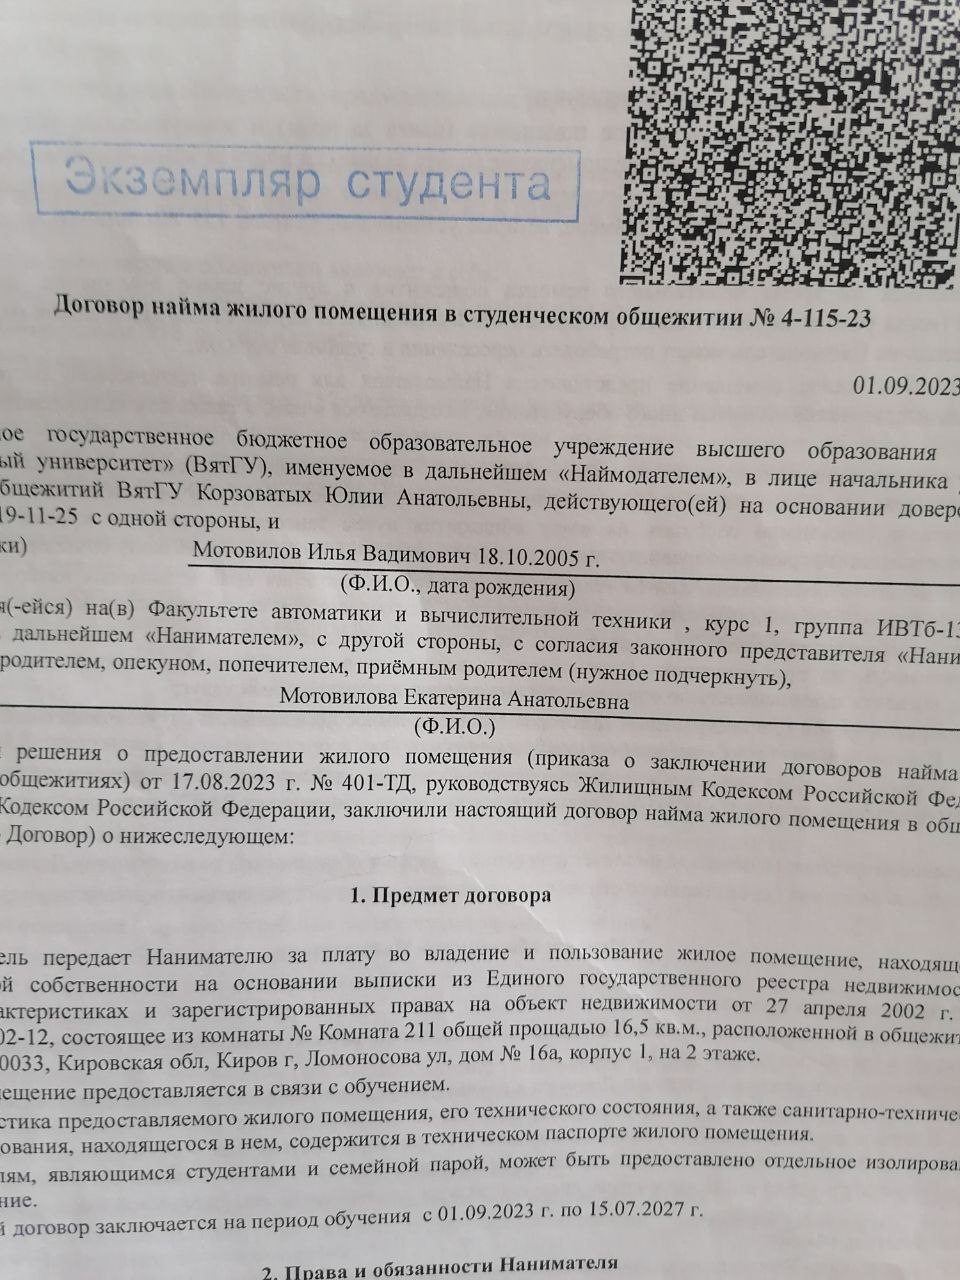 Экземпляр студента
Договор найма жилого помещения в студенческом общежитии № 4-115-23
01.09.2023
ое государственное бюджетное образовательное учреждение высшего образования
ый университет» (ВятГУ), именуемое в дальнейшем «Наймодателем», в лице начальника
бщежитий ВятГУ Корзоватых Юлии Анатольевны, действующего(ей) на основании довере
19-11-25 с одной стороны, и
ки) Мотовилов Илья Вадимович 18.10.2005 г.
(Ф.И.О., дата рождения)
я(-ейся) на(в) Факультете автоматики и вычислительной техники , курс 1, группа ИВТб-13
дальнейшем «Нанимателем», с другой стороны, с согласия законного представителя «Нани
родителем, опекуном, попечителем, приёмным родителем (нужное подчеркнуть),
Мотовилова Екатерина Анатольевна
(Ф.И.О.)
решения о предоставлении жилого помещения (приказа о заключении договоров найма
общежитиях) от 17.08.2023 г. № 401-ТД, руководствуясь Жилищным Кодексом Российской Фед
Кодексом Российской Федерации, заключили настоящий договор найма жилого помещения в общ
Договор) о нижеследующем:
1. Предмет договора
ель передает Нанимателю за плату во владение и пользование жилое помещение, находяще
ой собственности на основании выписки из Единого государственного реестра недвижимос
актеристиках и зарегистрированных правах на объект недвижимости от 27 апреля 2002 г.
02-12, состоящее из комнаты № Комната 211 общей прощадью 16,5 кв.м., расположенной в общежит
0033, Кировская обл, Киров г, Ломоносова ул, дом № 16а, корпус 1, на 2 этаже.
мещение предоставляется в связи с обучением.
стика предоставляемого жилого помещения, его технического состояния, а также санитарно-техниче
ования, находящегося в нем, содержится в техническом паспорте жилого помещения.
лям, являющимся студентами и семейной парой, может быть предоставлено отдельное изолирова
ние.
й договор заключается на период обучения с 01.09.2023 г. по 15.07.2027 г.
2. Права и обязанности Нанимателя